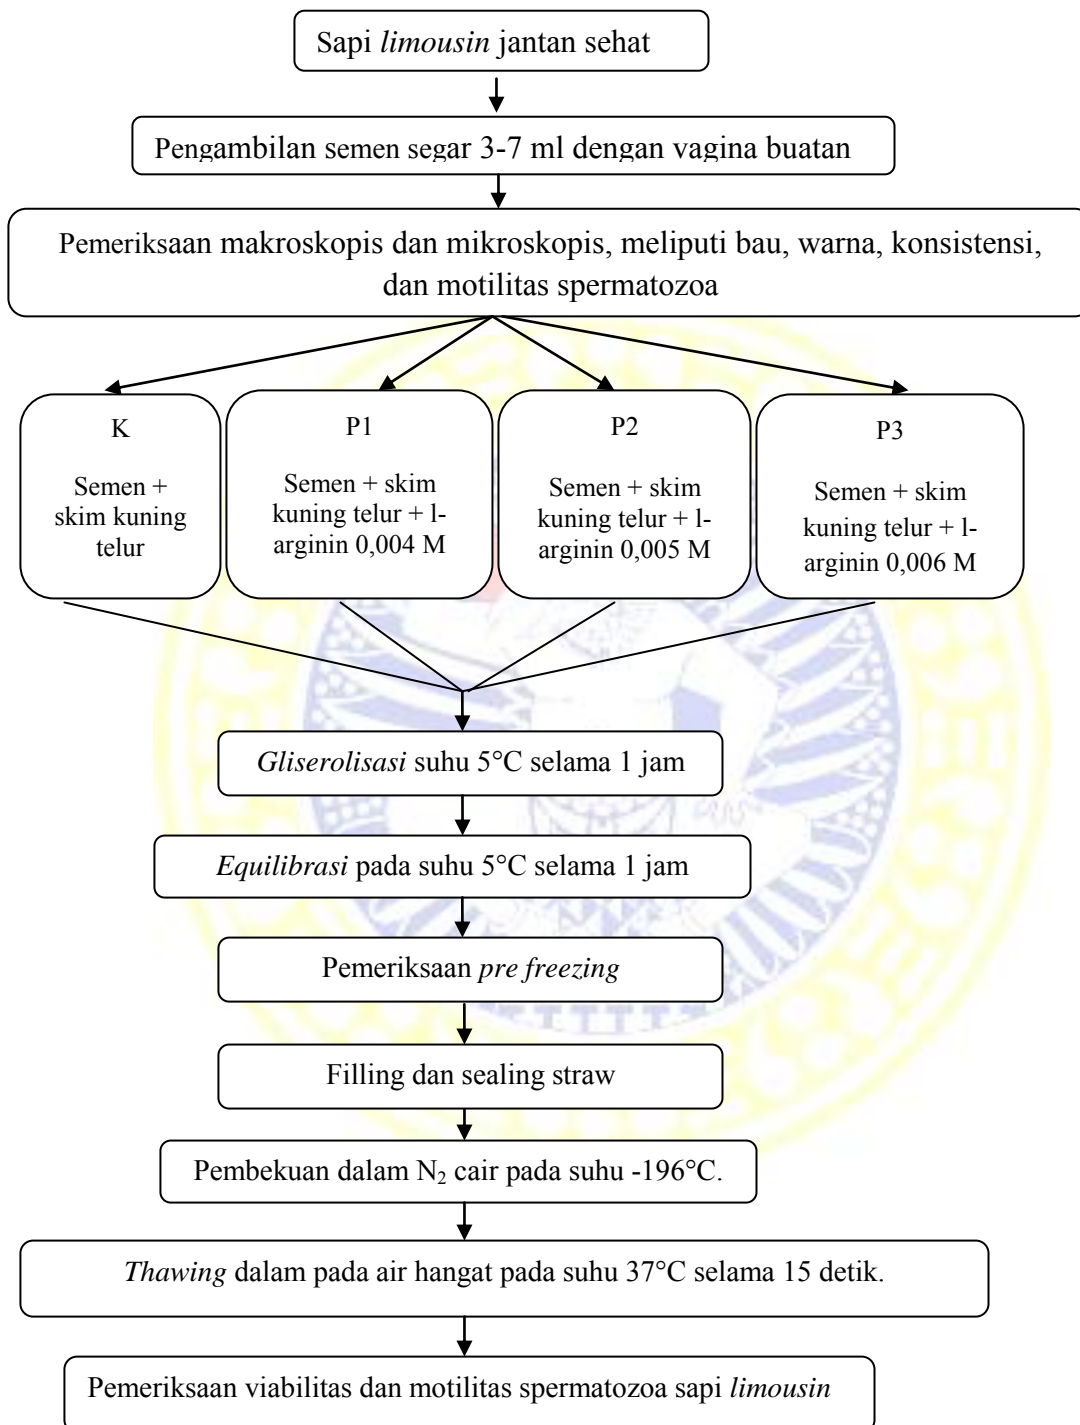 Sapi limousin jantan sehat
Pengambilan semen segar 3-7 ml dengan vagina buatan
Pemeriksaan makroskopis dan mikroskopis, meliputi bau, warna, konsistensi,
dan motilitas spermatozoa
K
Semen +
skim kuning
telur
P1
Semen + skim
kuning telur + l-
arginin 0,004 M
P2
Semen + skim
kuning telur + l-
arginin 0,005 M
P3
Semen + skim
kuning telur + l-
arginin 0,006 M
Gliserolisasi suhu 5°C selama 1 jam
Equilibrasi pada suhu 5°C selama 1 jam
Pemeriksaan pre freezing
Filling dan sealing straw
Pembekuan dalam N₂ cair pada suhu -196°C.
Thawing dalam pada air hangat pada suhu 37°C selama 15 detik.
Pemeriksaan viabilitas dan motilitas spermatozoa sapi limousin